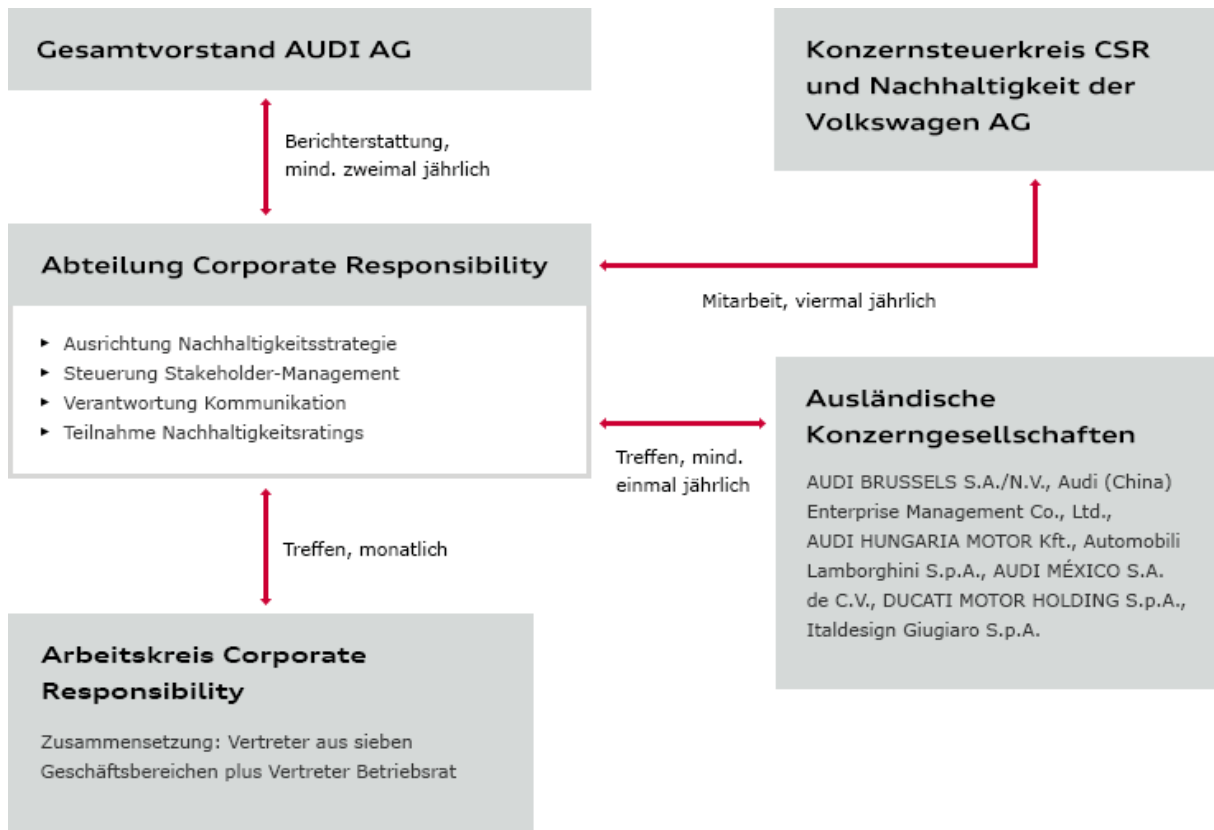 Gesamtvorstand AUDI AG
Berichterstattung,
mind. zweimal jährlich
Konzernsteuerkreis CSR
und Nachhaltigkeit der
Volkswagen AG
Abteilung Corporate Responsibility
▸ Ausrichtung Nachhaltigkeitsstrategie
▸ Steuerung Stakeholder-Management
▸ Verantwortung Kommunikation
▸ Teilnahme Nachhaltigkeitsratings
Mitarbeit, viermal jährlich
Treffen, mind.
einmal jährlich
Ausländische
Konzerngesellschaften
AUDI BRUSSELS S.A./N.V., Audi (China)
Enterprise Management Co., Ltd.,
AUDI HUNGARIA MOTOR Kft., Automobili
Lamborghini S.p.A., AUDI MÉXICO S.A.
de C.V., DUCATI MOTOR HOLDING S.p.A.,
Italdesign Giugiaro S.p.A.
Treffen, monatlich
Arbeitskreis Corporate
Responsibility
Zusammensetzung: Vertreter aus sieben
Geschäftsbereichen plus Vertreter Betriebsrat